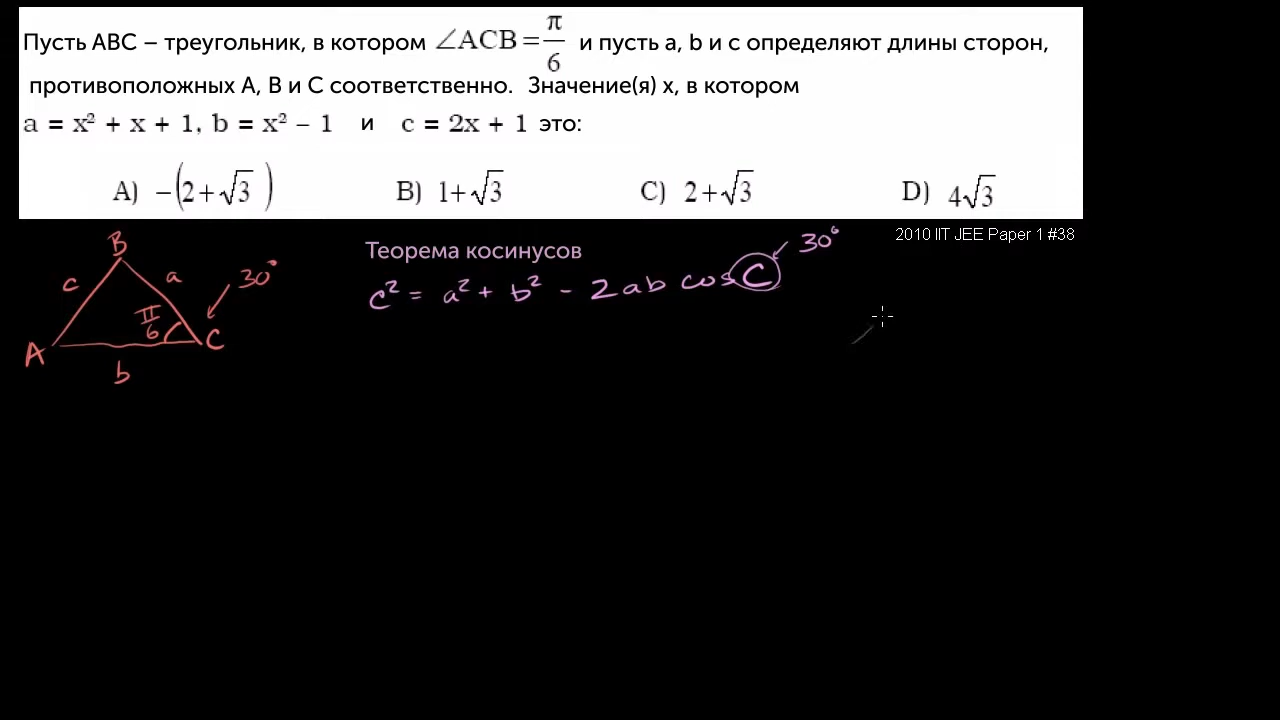 Пусть ABC – треугольник, в котором ∠ACB = π/6 и пусть a, b и c определяют длины сторон,
противоположных A, B и C соответственно. Значение(я) x, в котором
a = x² + x + 1, b = x² – 1 и c = 2x + 1 это:
A) –(2+√3) B) 1+√3 C) 2+√3 D) 4√3
2010 IIT JEE Paper 1 #38
B
c a 30°
π/6
A C
b
Теорема косинусов
30°
c² = a² + b² - 2ab cos C